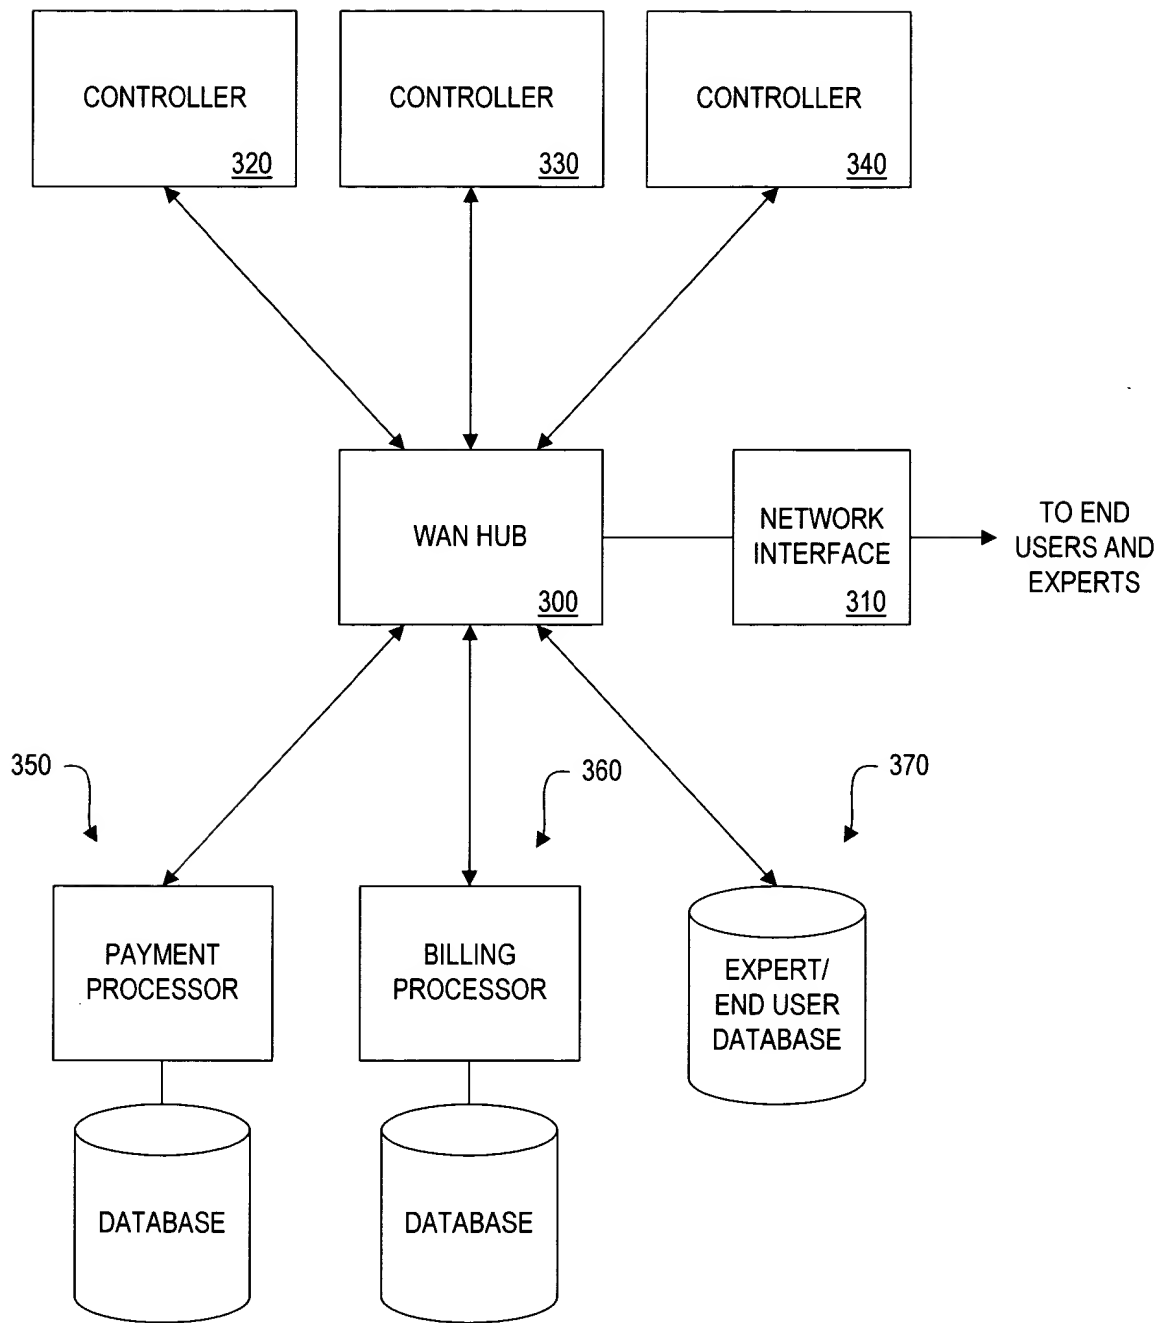 CONTROLLER
320
CONTROLLER
330
CONTROLLER
340
WAN HUB
300
NETWORK
INTERFACE
310
TO END
USERS AND
EXPERTS
350
360
370
PAYMENT
PROCESSOR
BILLING
PROCESSOR
EXPERT/
END USER
DATABASE
DATABASE
DATABASE